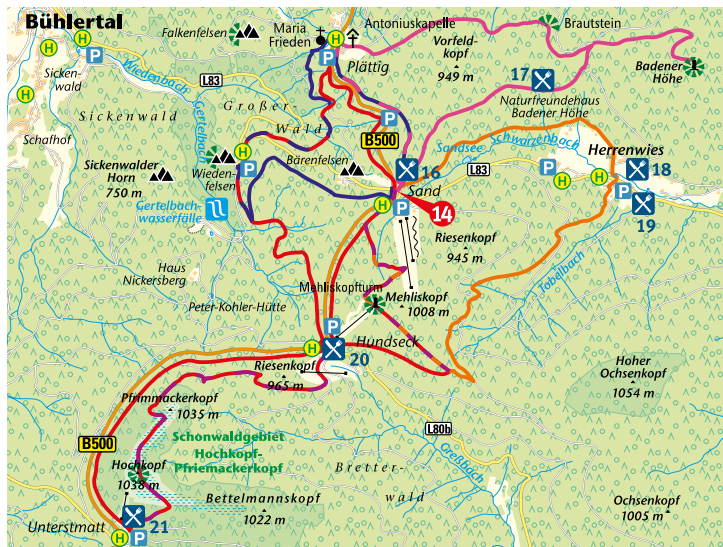 Bühlertal
Falkenfelsen
Maria
Frieden
Antoniuskapelle
Brautstein
H
H
P
Sicken-
wald
Wiedenbach
P
Plättig
Vorfeld-
kopf
949 m
Badener
Höhe
L83
17
H
Gertelbach
Großer-
Wald
Naturfreundehaus
Badener Höhe
Sickenwald
P
B500
Schafhof
Sandsee
Schwarzenbach
Herrenwies
H
Wieden-
felsen
P
Bärenfelsen
16
L83
P
H
H
18
Sickenwalder
Horn
750 m
Sand
P
Gertelbach-
wasserfälle
H
P
14
19
Riesenkopf
945 m
Tobelbach
Haus
Nickersberg
Mehliskopfturm
Mehliskopf
1008 m
Peter-Kohler-Hütte
P
H
20
Hundseck
Riesenkopf
965 m
Hoher
Ochsenkopf
1054 m
Pfrimmackerkopf
1035 m
L80b
B500
Schonwaldgebiet
Hochkopf-
Pfriemackerkopf
Greßbach
Hochkopf
1038 m
Bretter-
wald
Bettelmannskopf
1022 m
Ochsenkopf
1005 m
Unterstmatt
21
H
P